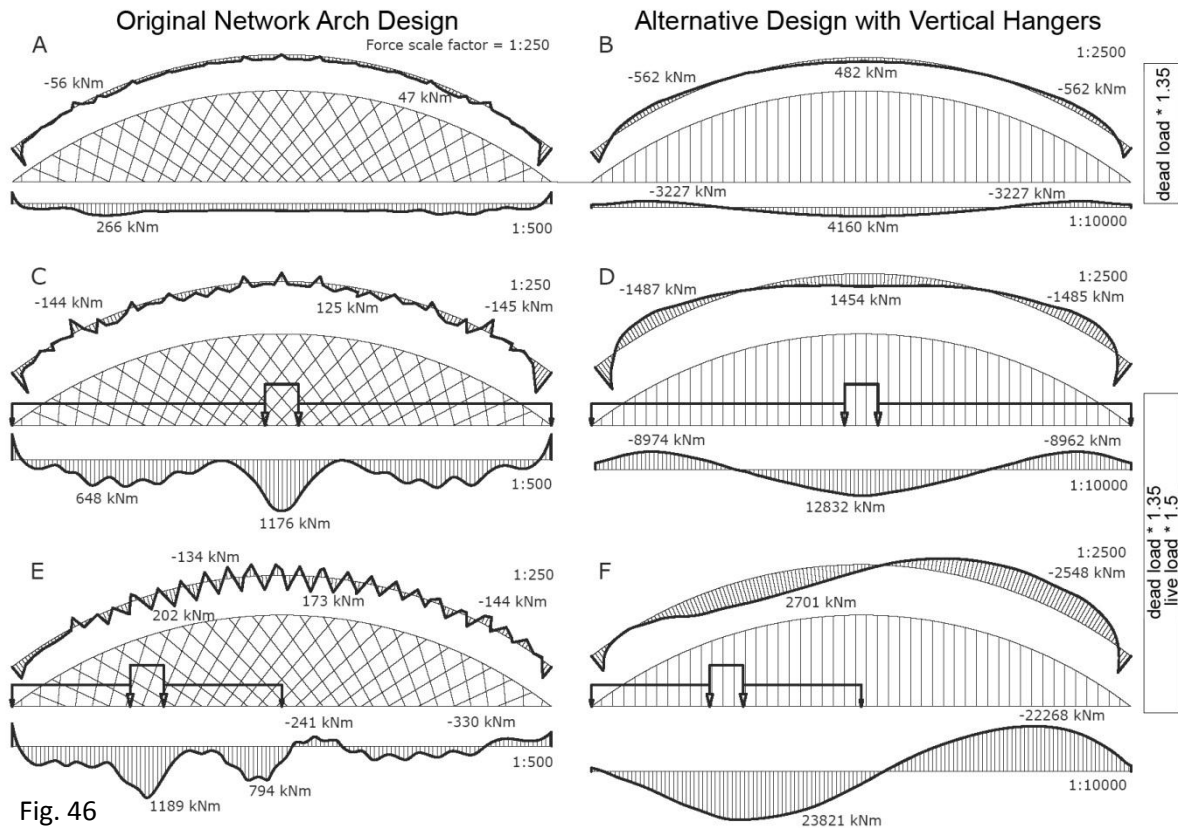 Original Network Arch Design
Alternative Design with Vertical Hangers
A
Force scale factor = 1:250
-56 kNm
47 kNm
266 kNm
1:500
B
1:2500
-562 kNm
482 kNm
-562 kNm
-3227 kNm
-3227 kNm
4160 kNm
1:10000
dead load * 1.35
C
1:250
-144 kNm
125 kNm
-145 kNm
648 kNm
1176 kNm
1:500
D
1:2500
-1487 kNm
1454 kNm
-1485 kNm
-8974 kNm
-8962 kNm
12832 kNm
1:10000
dead load * 1.35
live load *1.5
E
-134 kNm
1:250
202 kNm
173 kNm
-144 kNm
-241 kNm
-330 kNm
1189 kNm
794 kNm
1:500
F
1:2500
-2548 kNm
2701 kNm
-22268 kNm
23821 kNm
1:10000
Fig. 46